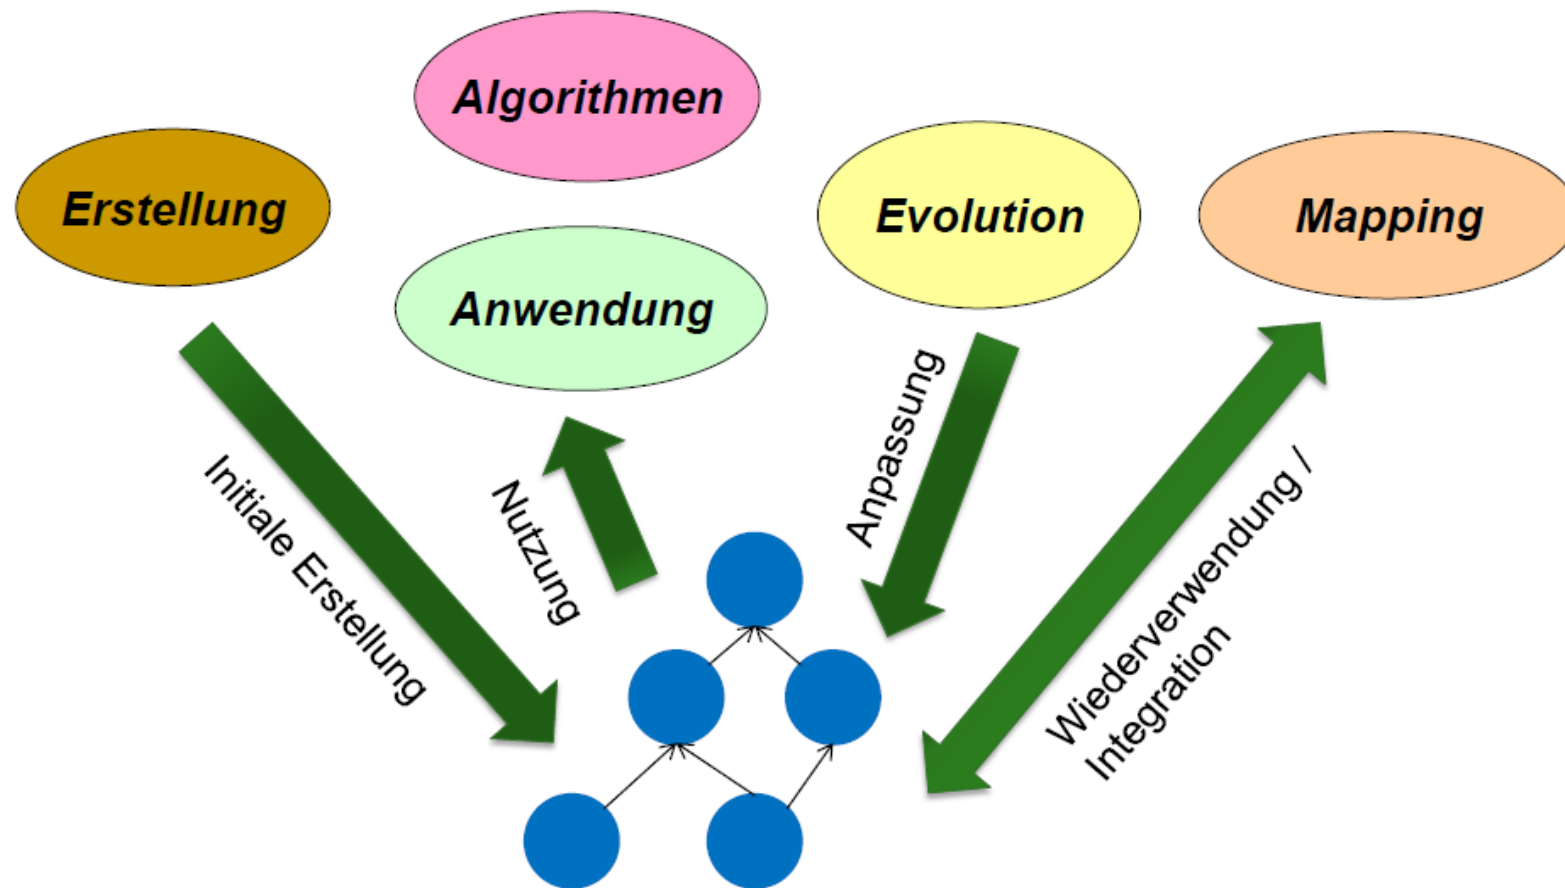 Algorithmen
Erstellung
Evolution
Mapping
Anwendung
Initiale Erstellung
Nutzung
Anpassung
Wiederverwendung /
Integration